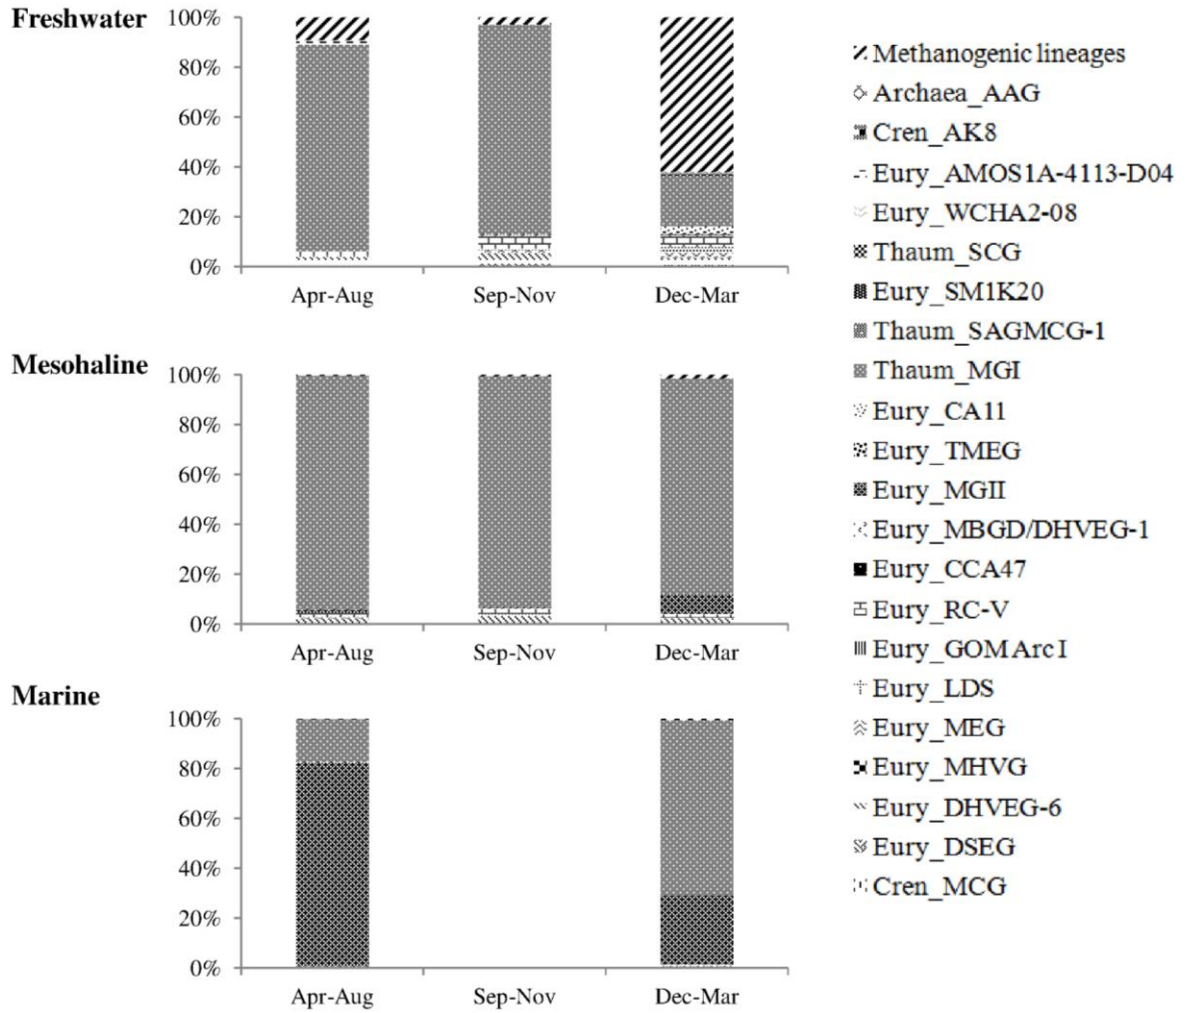 Freshwater
100%
80%
60%
40%
20%
0%
Apr-Aug Sep-Nov Dec-Mar
Mesohaline
100%
80%
60%
40%
20%
0%
Apr-Aug Sep-Nov Dec-Mar
Marine
100%
80%
60%
40%
20%
0%
Apr-Aug Sep-Nov Dec-Mar
Methanogenic lineages
Archaea_AAG
Cren_AK8
Eury_AMOS1A-4113-D04
Eury_WCHA2-08
Thaum_SCG
Eury_SM1K20
Thaum_SAGMCG-1
Thaum_MGI
Eury_CA11
Eury_TMEG
Eury_MGII
Eury_MBGD/DHVEG-1
Eury_CCA47
Eury_RC-V
Eury_GOM Arc I
Eury_LDS
Eury_MEG
Eury_MHVG
Eury_DHVEG-6
Eury_DSEG
Cren_MCG